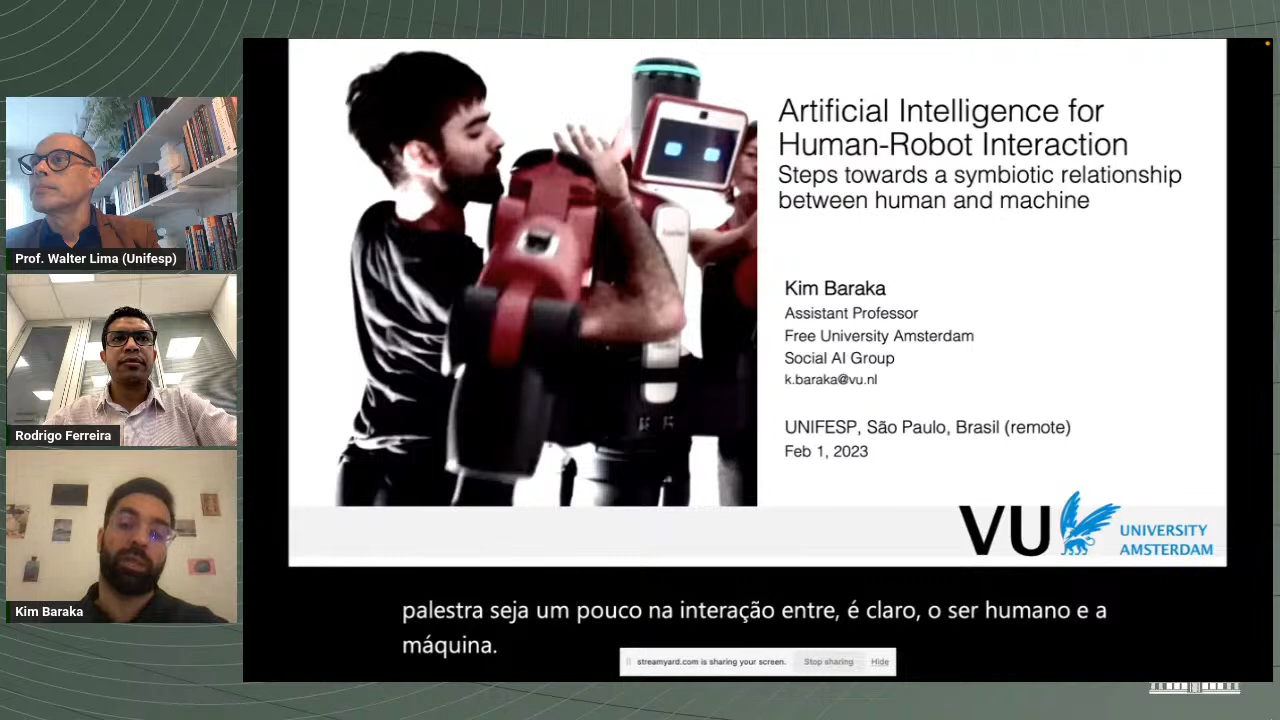 Prof. Walter Lima (Unifesp)
Rodrigo Ferreira
Kim Baraka
Artificial Intelligence for
Human-Robot Interaction
Steps towards a symbiotic relationship
between human and machine
Kim Baraka
Assistant Professor
Free University Amsterdam
Social AI Group
k.baraka@vu.nl
UNIFESP, São Paulo, Brasil (remote)
Feb 1, 2023
VU
UNIVERSITY
AMSTERDAM
palestra seja um pouco na interação entre, é claro, o ser humano e a
máquina.
streamyard.com is sharing your screen. Stop sharing Hide